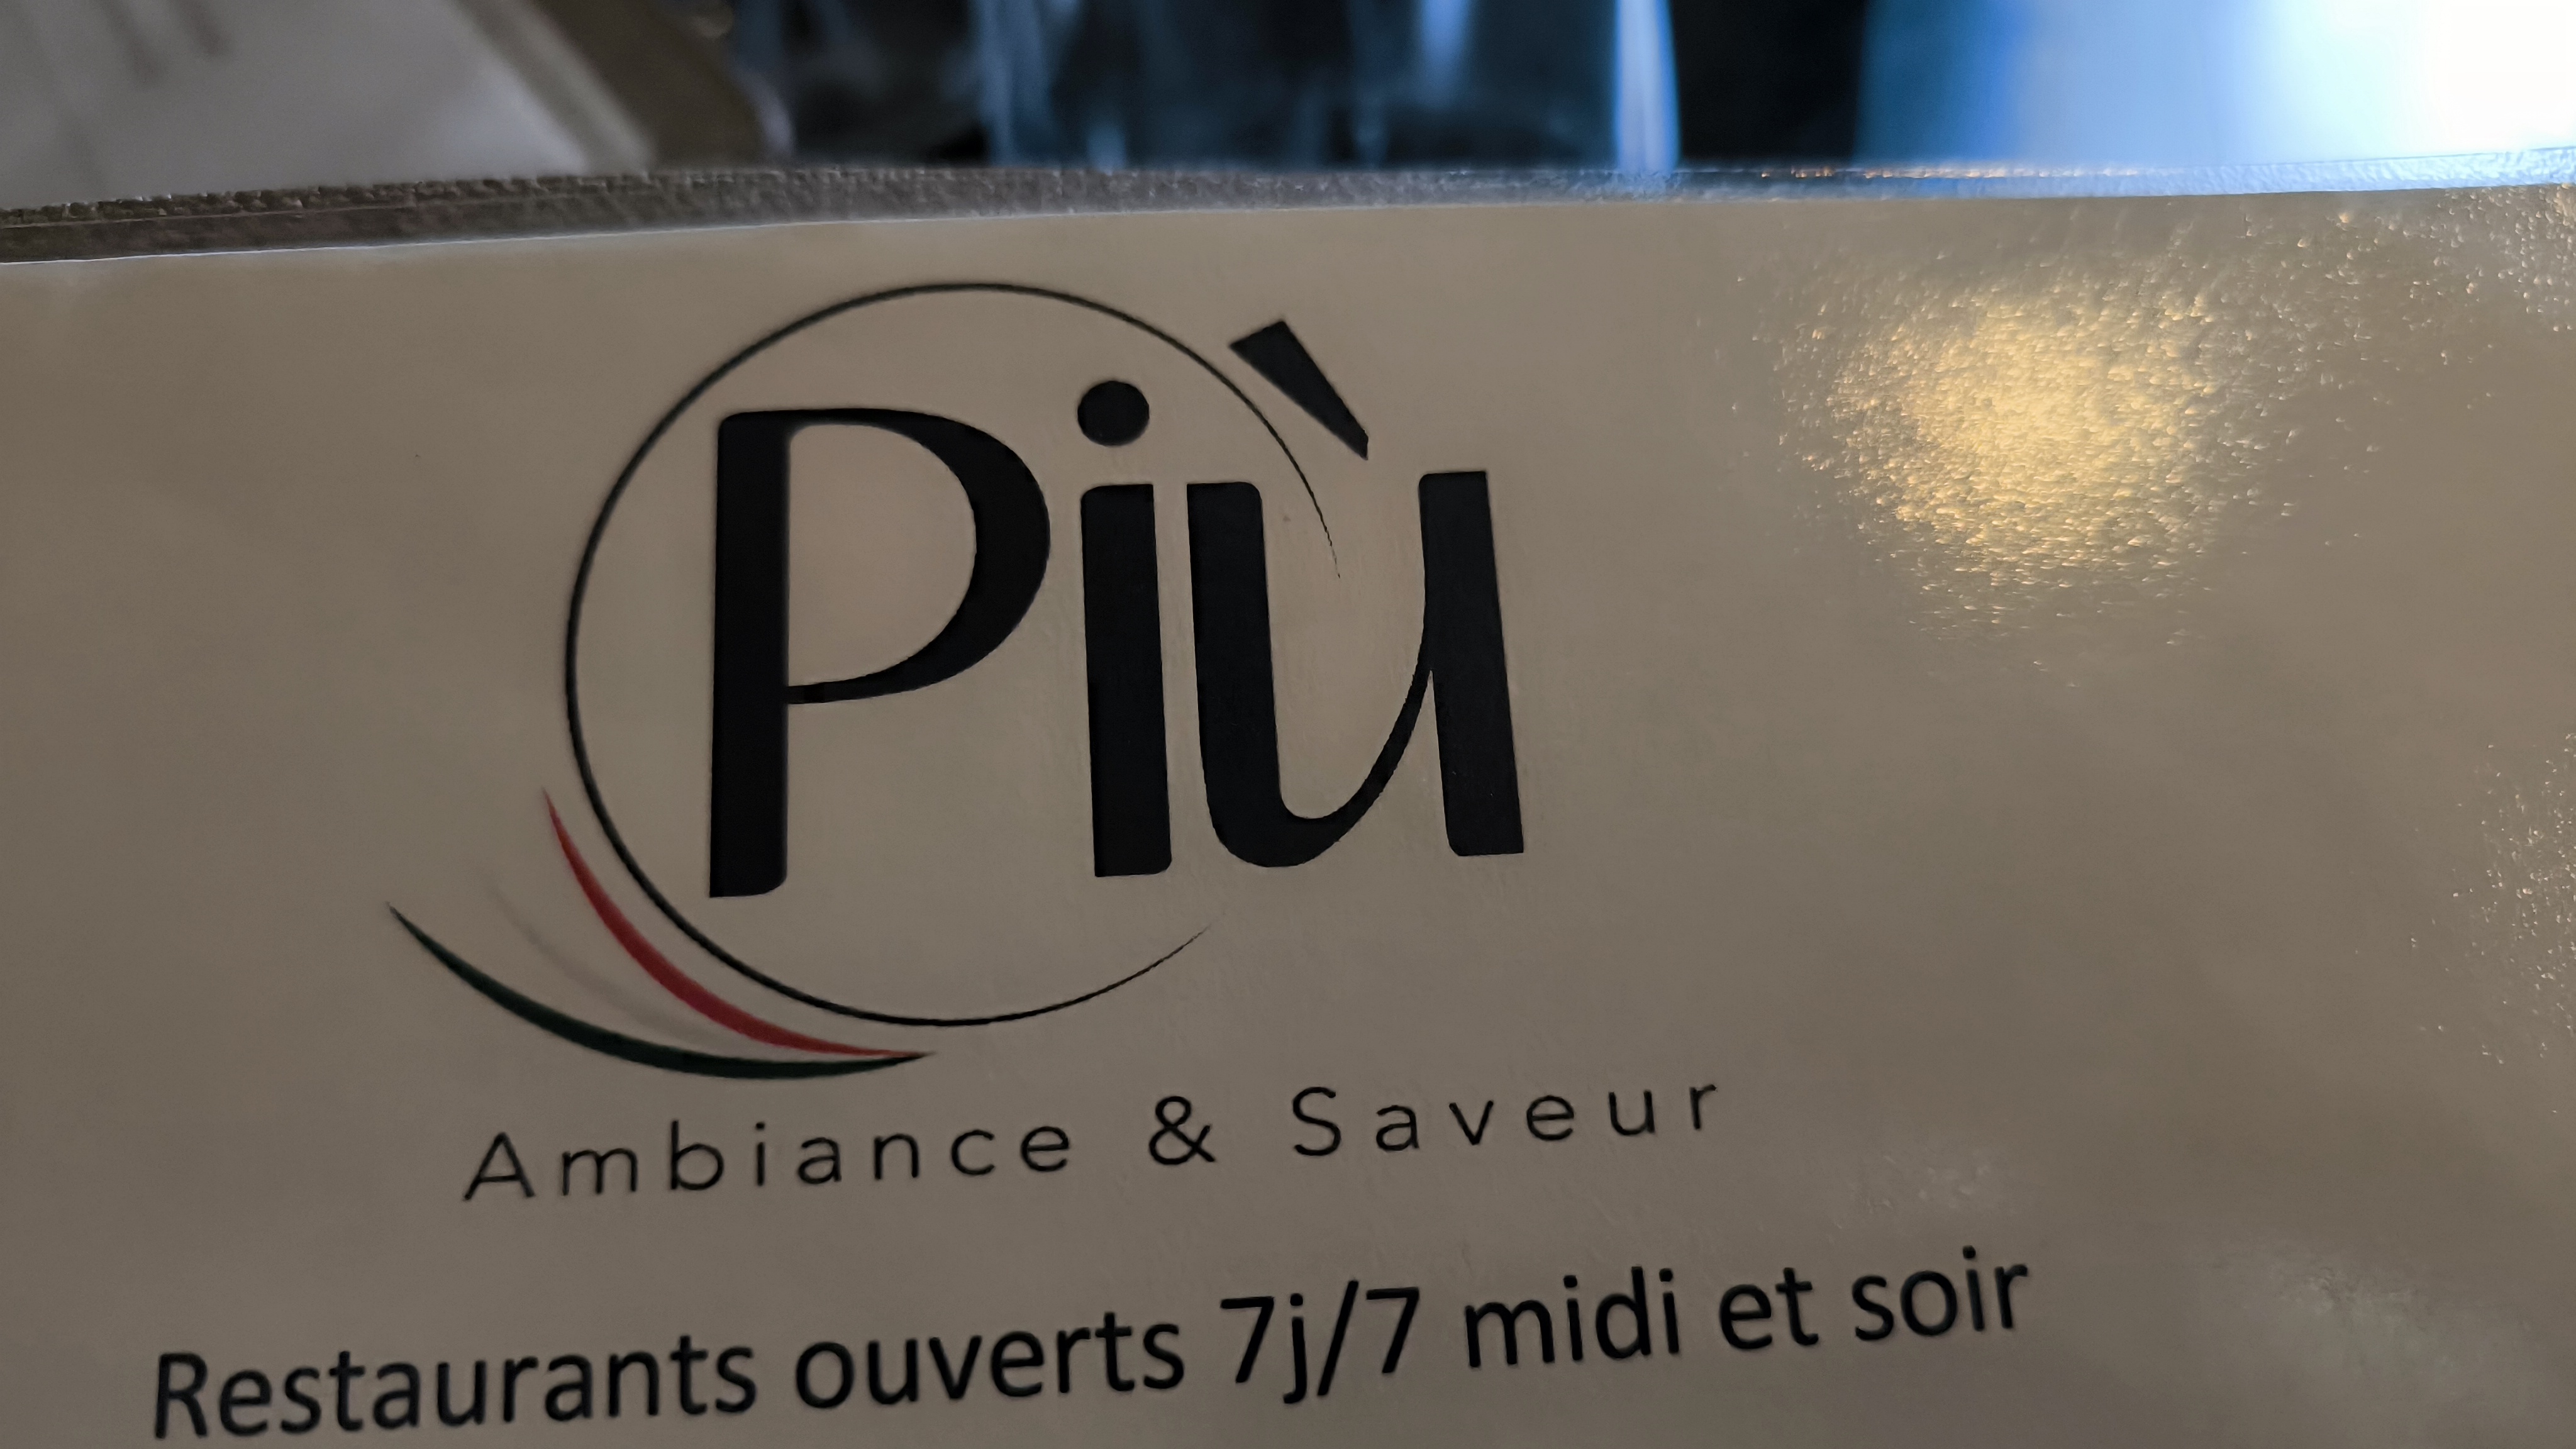 Più
Ambiance & Saveur
Restaurants ouverts 7j/7 midi et soir